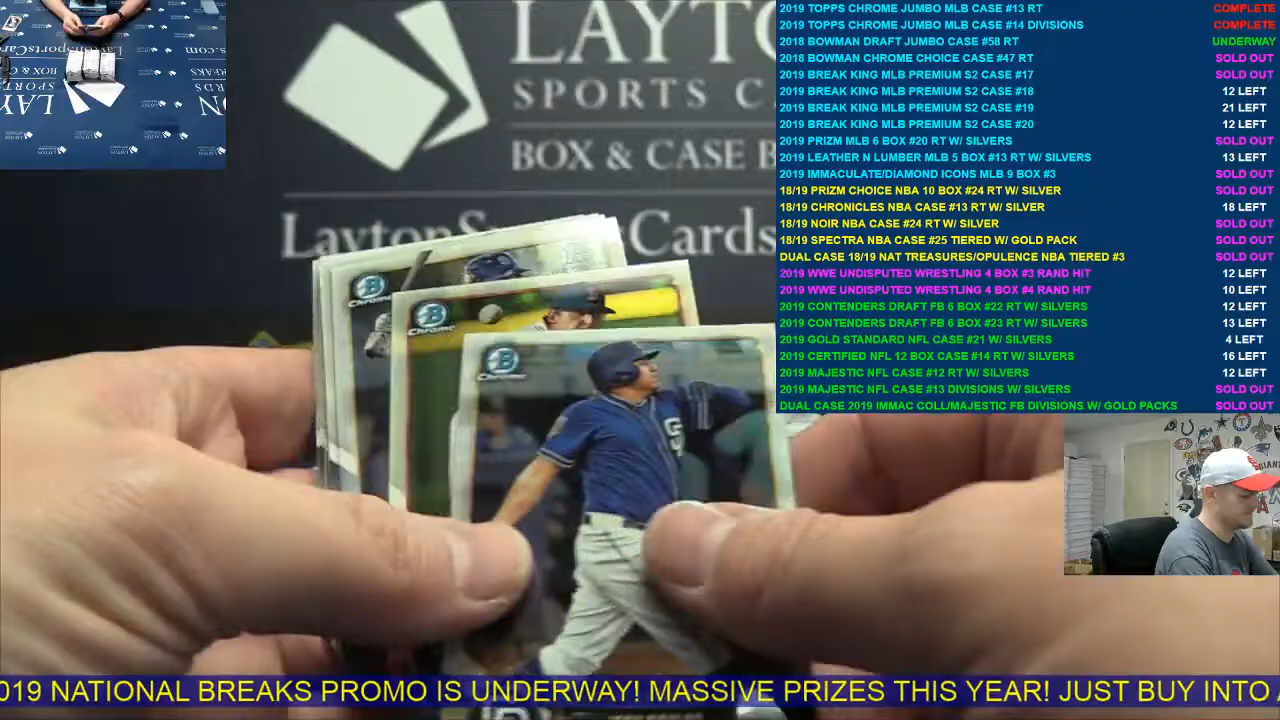 2019 TOPPS CHROME JUMBO MLB CASE #13 RT COMPLETE
2019 TOPPS CHROME JUMBO MLB CASE #14 DIVISIONS COMPLETE
2018 BOWMAN DRAFT JUMBO CASE #58 RT UNDERWAY
2018 BOWMAN CHROME CHOICE CASE #47 RT SOLD OUT
2019 BREAK KING MLB PREMIUM S2 CASE #17 SOLD OUT
2019 BREAK KING MLB PREMIUM S2 CASE #18 12 LEFT
2019 BREAK KING MLB PREMIUM S2 CASE #19 21 LEFT
2019 BREAK KING MLB PREMIUM S2 CASE #20 12 LEFT
2019 PRIZM MLB 6 BOX #20 RT W/ SILVERS SOLD OUT
2019 LEATHER N LUMBER MLB 5 BOX #13 RT W/ SILVERS 13 LEFT
2019 IMMACULATE/DIAMOND ICONS MLB 9 BOX #3 SOLD OUT
18/19 PRIZM CHOICE NBA 10 BOX #24 RT W/ SILVER SOLD OUT
18/19 CHRONICLES NBA CASE #13 RT W/ SILVER 18 LEFT
18/19 NOIR NBA CASE #24 RT W/ SILVER SOLD OUT
18/19 SPECTRA NBA CASE #25 TIERED W/ GOLD PACK SOLD OUT
DUAL CASE 18/19 NAT TREASURES/OPULENCE NBA TIERED #3 SOLD OUT
2019 WWE UNDISPUTED WRESTLING 4 BOX #3 RAND HIT 12 LEFT
2019 WWE UNDISPUTED WRESTLING 4 BOX #4 RAND HIT 10 LEFT
2019 CONTENDERS DRAFT FB 6 BOX #22 RT W/ SILVERS 12 LEFT
2019 CONTENDERS DRAFT FB 6 BOX #23 RT W/ SILVERS 13 LEFT
2019 GOLD STANDARD NFL CASE #21 W/ SILVERS 4 LEFT
2019 CERTIFIED NFL 12 BOX CASE #14 RT W/ SILVERS 16 LEFT
2019 MAJESTIC NFL CASE #12 RT W/ SILVERS 12 LEFT
2019 MAJESTIC NFL CASE #13 DIVISIONS W/ SILVERS SOLD OUT
DUAL CASE 2019 IMMAC COLL/MAJESTIC FB DIVISIONS W/ GOLD PACKS SOLD OUT
LAYTON
SPORTS C
BOX & CASE B
LaytonSportsCards
B Chrome
B Chrome
B Chrome
019 NATIONAL BREAKS PROMO IS UNDERWAY! MASSIVE PRIZES THIS YEAR! JUST BUY INTO